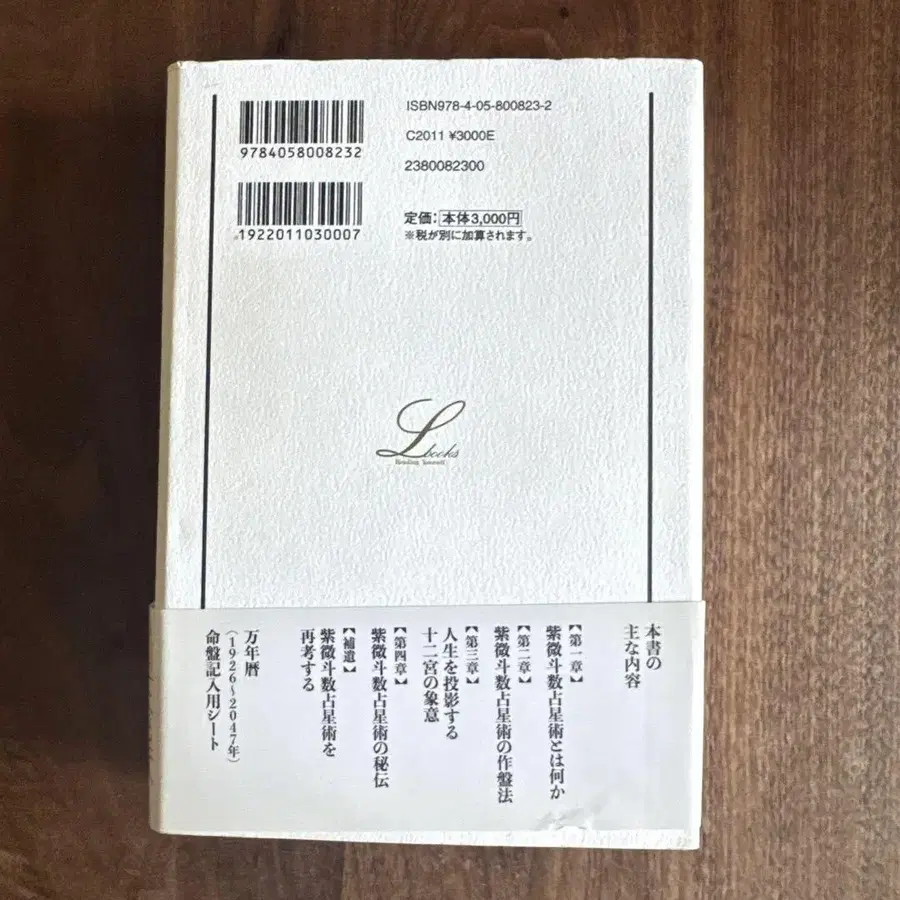 ISBN978-4-05-800823-2
C2011 ¥3000E
9784058008232
2380082300
1922011030007
定価：本体3,000円
※税が別に加算されます。
L books
本書の
主な内容
【第一章】
紫微斗数占星術とは何か
【第二章】
紫微斗数占星術の作盤法
【第三章】
人生を投影する
十二宮の象意
【第四章】
紫微斗数占星術の秘伝
【補遺】
紫微斗数占星術を
再考する
万年暦
（1926〜2047年）
命盤記入用シート